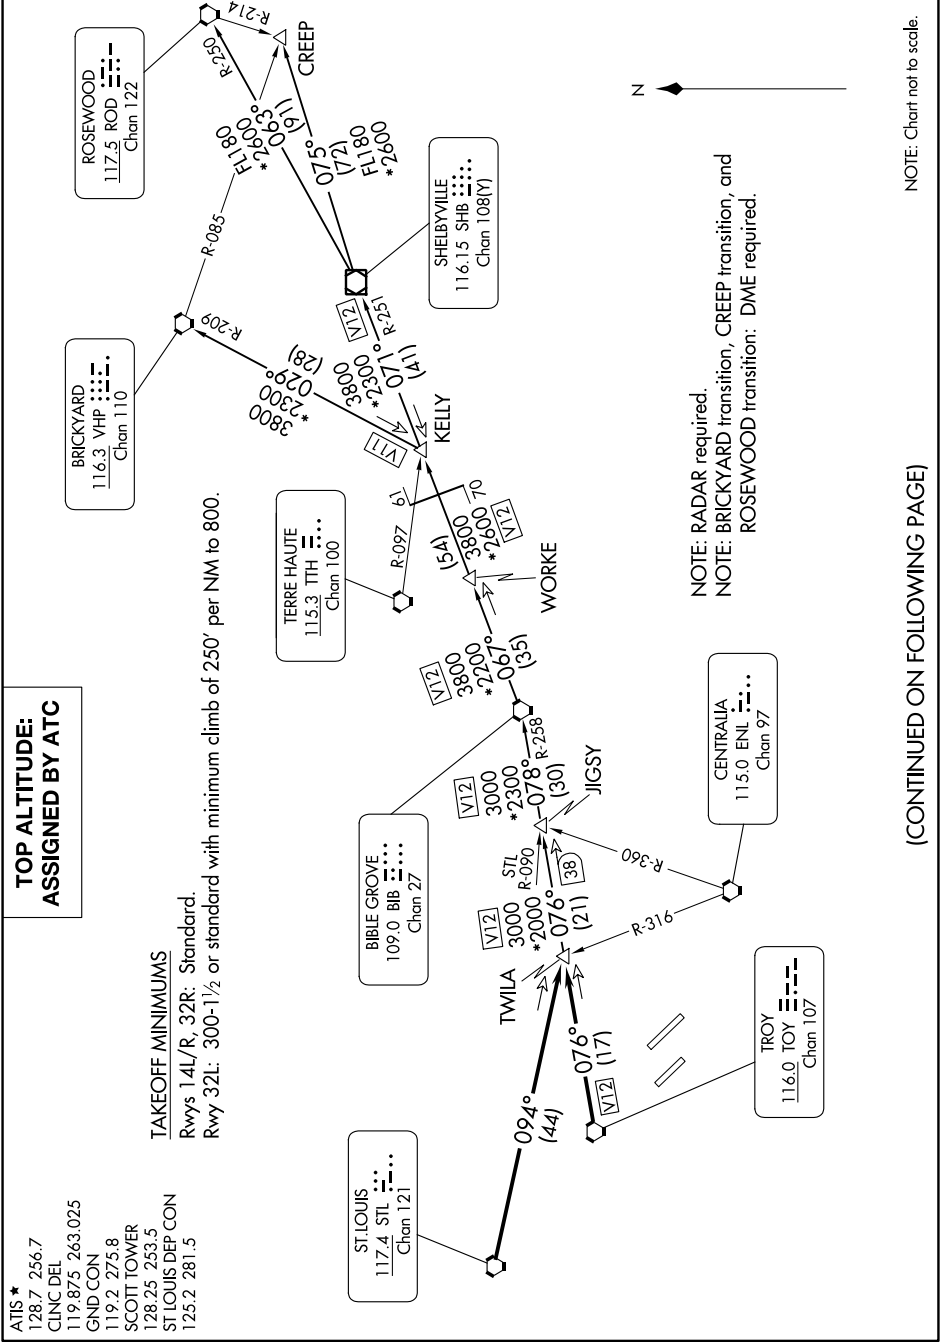 ATIS ★
128.7 256.7
CLNC DEL
119.875 263.025
GND CON
119.2 275.8
SCOTT TOWER
128.25 253.5
ST LOUIS DEP CON
125.2 281.5
TOP ALTITUDE:
ASSIGNED BY ATC
TAKEOFF MINIMUMS
Rwys 14L/R, 32R: Standard.
Rwy 32L: 300-1½ or standard with minimum climb of 250' per NM to 800.
ST.LOUIS
117.4 STL
Chan 121
094°
(44)
TROY
116.0 TOY
Chan 107
V12
076°
(17)
TWILA
V12
3000
*2000
076°
(21)
STL
R-090
38
JIGSY
CENTRALIA
115.0 ENL
Chan 97
R-316
R-360
BIBLE GROVE
109.0 BIB
Chan 27
V12
3000
*2300
078°
(30)
R-258
V12
3800
*2200
067°
(35)
WORKE
(54)
3800
*2600
V12
61
70
TERRE HAUTE
115.3 TTH
Chan 100
R-097
KELLY
V11
3800
*2300
029°
(28)
R-209
BRICKYARD
116.3 VHP
Chan 110
R-085
V12
3800
*2300
071°
(41)
R-251
SHELBYVILLE
116.15 SHB
Chan 108(Y)
FL180
*2600
063°
(91)
R-250
075°
(72)
FL180
*2600
ROSEWOOD
117.5 ROD
Chan 122
R-214
CREEP
N
NOTE: RADAR required.
NOTE: BRICKYARD transition, CREEP transition, and
ROSEWOOD transition: DME required.
NOTE: Chart not to scale.
(CONTINUED ON FOLLOWING PAGE)